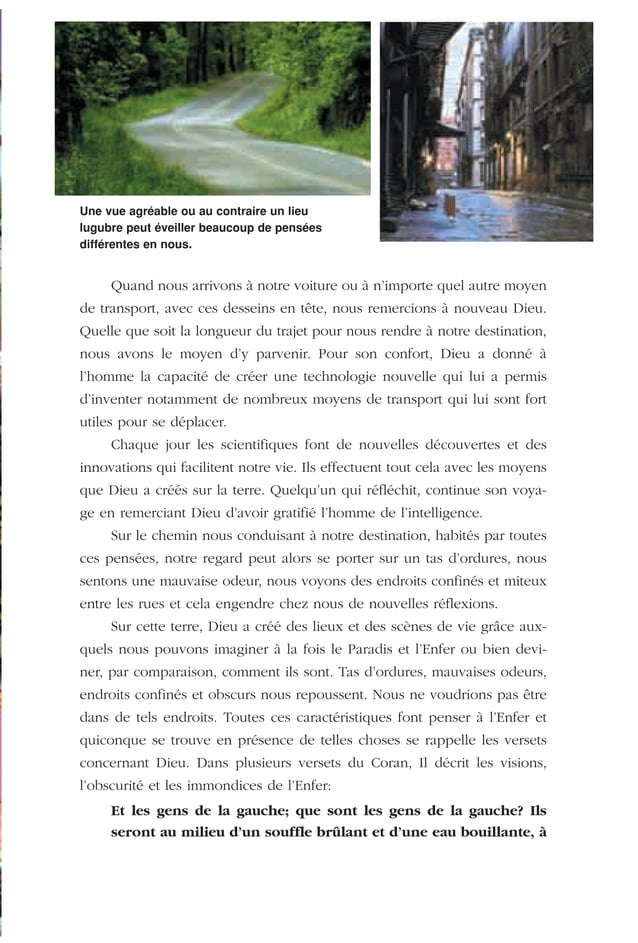 Une vue agréable ou au contraire un lieu
lugubre peut éveiller beaucoup de pensées
différentes en nous.
Quand nous arrivons à notre voiture ou à n'importe quel autre moyen
de transport, avec ces desseins en tête, nous remercions à nouveau Dieu.
Quelle que soit la longueur du trajet pour nous rendre à notre destination,
nous avons le moyen d'y parvenir. Pour son confort, Dieu a donné à
l'homme la capacité de créer une technologie nouvelle qui lui a permis
d'inventer notamment de nombreux moyens de transport qui lui sont fort
utiles pour se déplacer.
Chaque jour les scientifiques font de nouvelles découvertes et des
innovations qui facilitent notre vie. Ils effectuent tout cela avec les moyens
que Dieu a créés sur la terre. Quelqu'un qui réfléchit, continue son voya-
ge en remerciant Dieu d'avoir gratifié l'homme de l'intelligence.
Sur le chemin nous conduisant à notre destination, habités par toutes
ces pensées, notre regard peut alors se porter sur un tas d'ordures, nous
sentons une mauvaise odeur, nous voyons des endroits confinés et miteux
entre les rues et cela engendre chez nous de nouvelles réflexions.
Sur cette terre, Dieu a créé des lieux et des scènes de vie grâce aux-
quels nous pouvons imaginer à la fois le Paradis et l'Enfer ou bien devi-
ner, par comparaison, comment ils sont. Tas d'ordures, mauvaises odeurs,
endroits confinés et obscurs nous repoussent. Nous ne voudrions pas être
dans de tels endroits. Toutes ces caractéristiques font penser à l'Enfer et
quiconque se trouve en présence de telles choses se rappelle les versets
concernant Dieu. Dans plusieurs versets du Coran, Il décrit les visions,
l'obscurité et les immondices de l'Enfer:
Et les gens de la gauche; que sont les gens de la gauche? Ils
seront au milieu d'un souffle brûlant et d'une eau bouillante, à